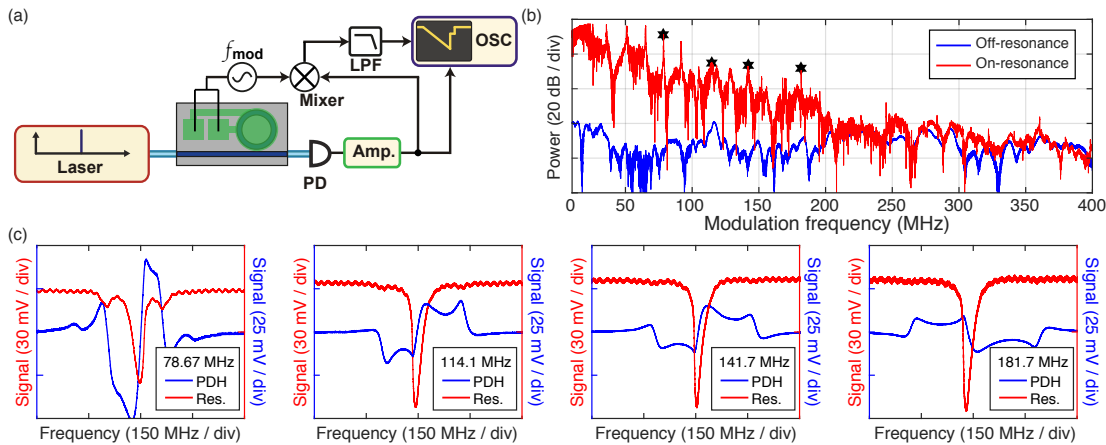 (a)
fmod
LPF
OSC
Mixer
Laser
PD
Amp.
(b)
Power (20 dB / div)
Off-resonance
On-resonance
0 50 100 150 200 250 300 350 400
Modulation frequency (MHz)
(c)
Signal (30 mV / div)
78.67 MHz
PDH
Res.
Signal (25 mV / div)
Frequency (150 MHz / div)
Signal (30 mV / div)
114.1 MHz
PDH
Res.
Signal (25 mV / div)
Frequency (150 MHz / div)
Signal (30 mV / div)
141.7 MHz
PDH
Res.
Signal (25 mV / div)
Frequency (150 MHz / div)
Signal (30 mV / div)
181.7 MHz
PDH
Res.
Signal (25 mV / div)
Frequency (150 MHz / div)